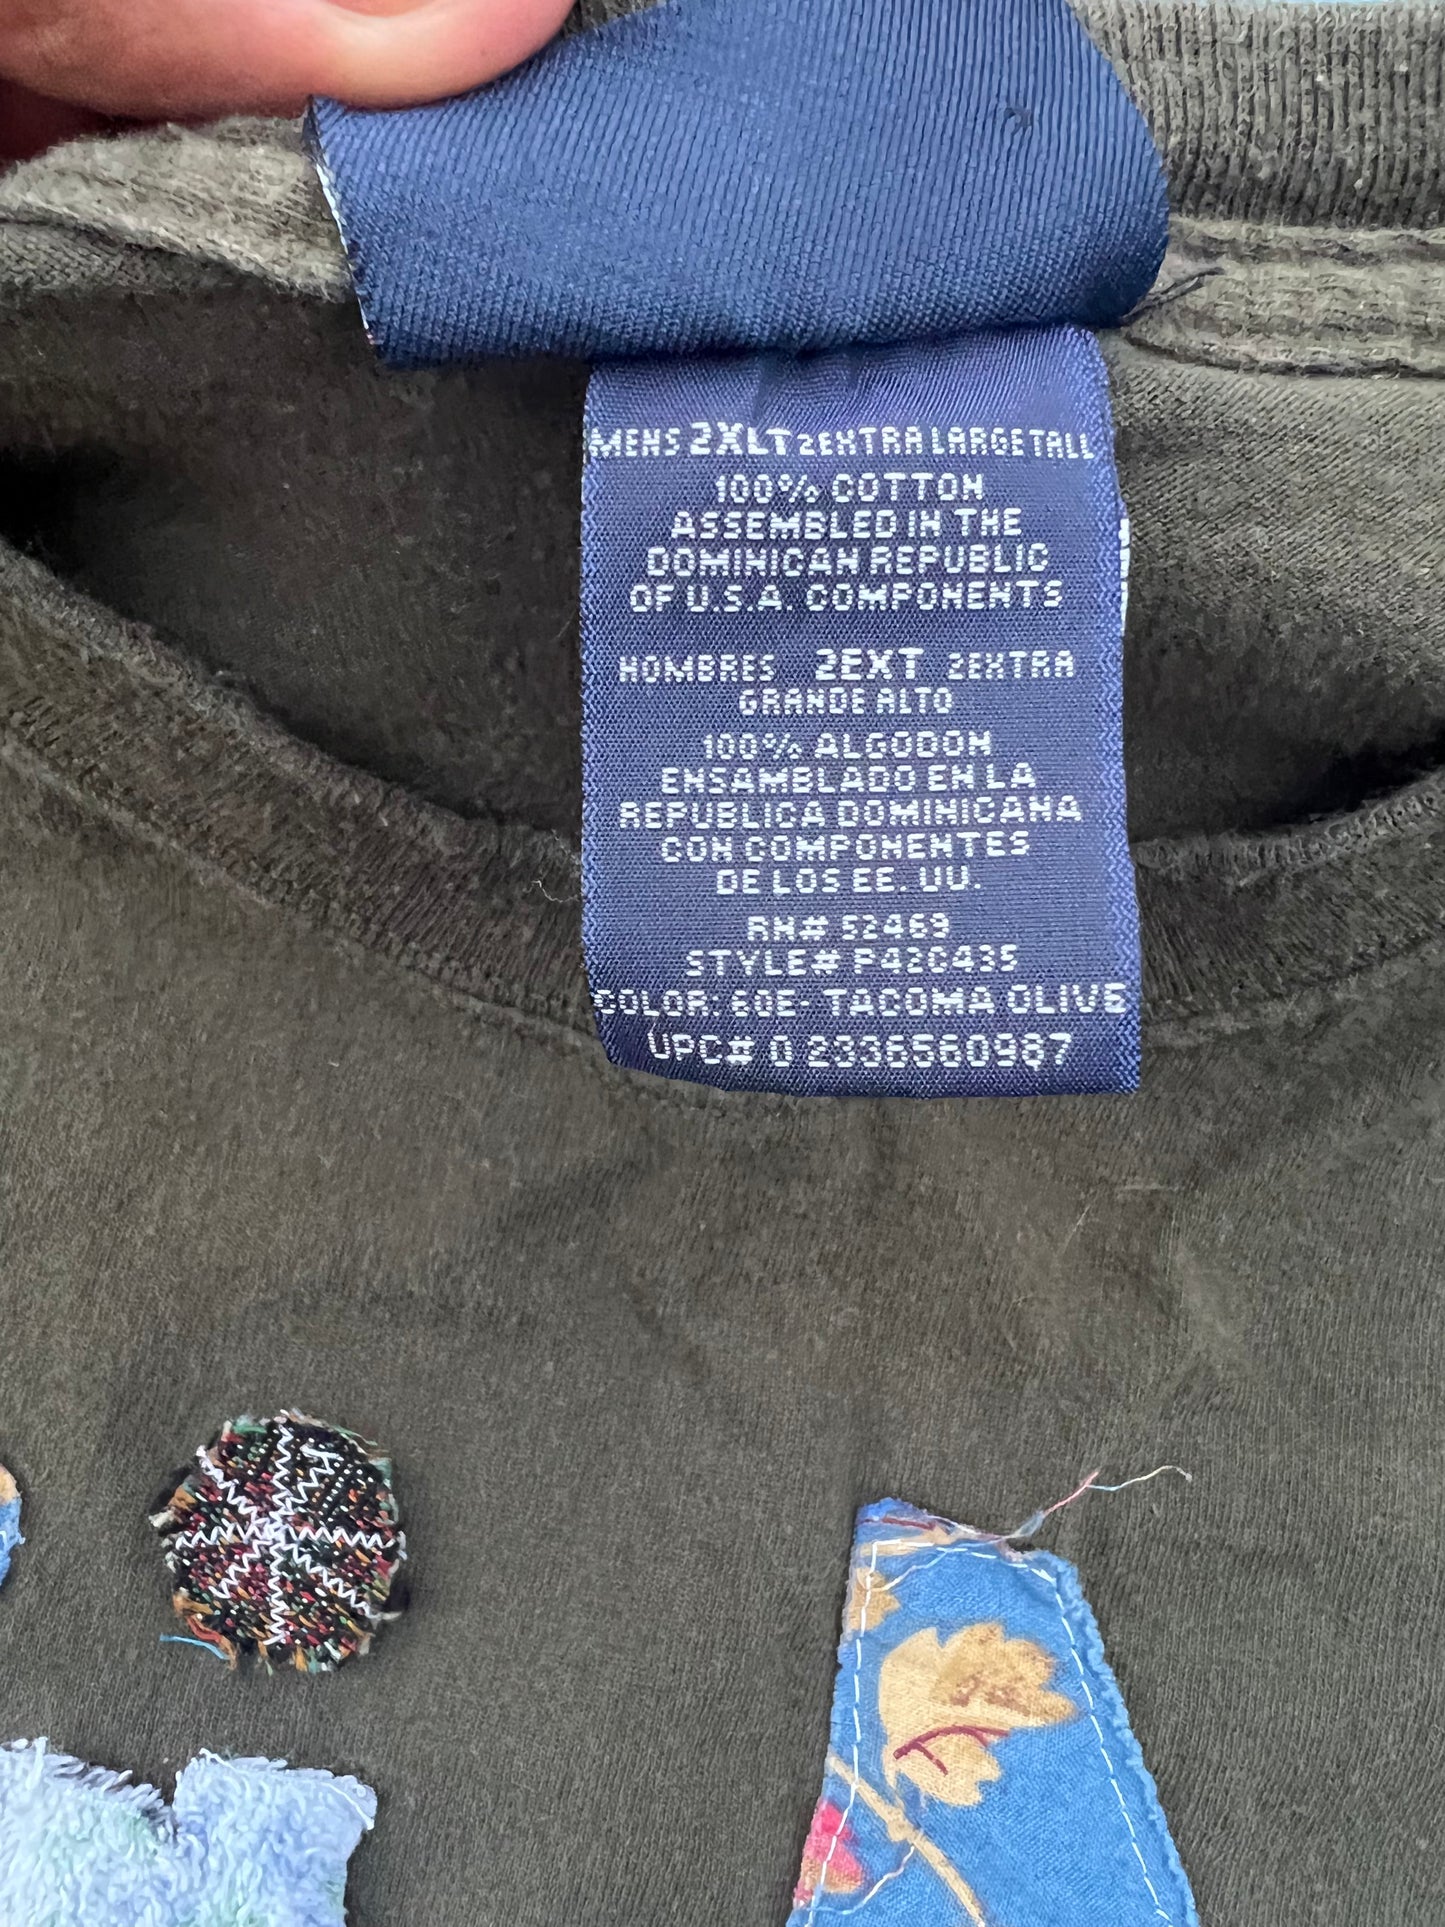 MENS 2XLT 2EXTRA LARGE TALL
100% COTTON
ASSEMBLED IN THE
DOMINICAN REPUBLIC
OF U.S.A. COMPONENTS
HOMBRES 2EXT 2EXTRA
GRANDE ALTO
100% ALGODON
ENSAMBLADO EN LA
REPUBLICA DOMINICANA
CON COMPONENTES
DE LOS EE. UU.
RN# 52469
STYLE# P42C435
COLOR: 60E- TACOMA OLIVE
UPC# 0 2336560987